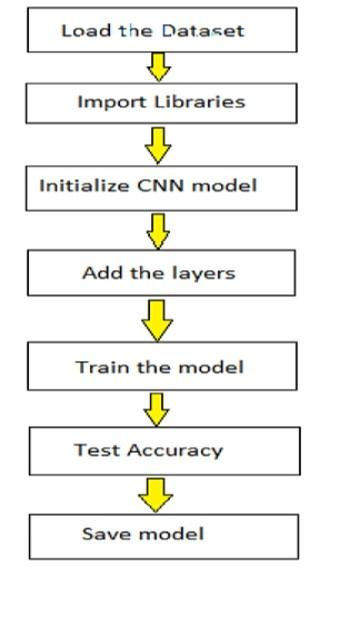 Load the Dataset
Import Libraries
Initialize CNN model
Add the layers
Train the model
Test Accuracy
Save model